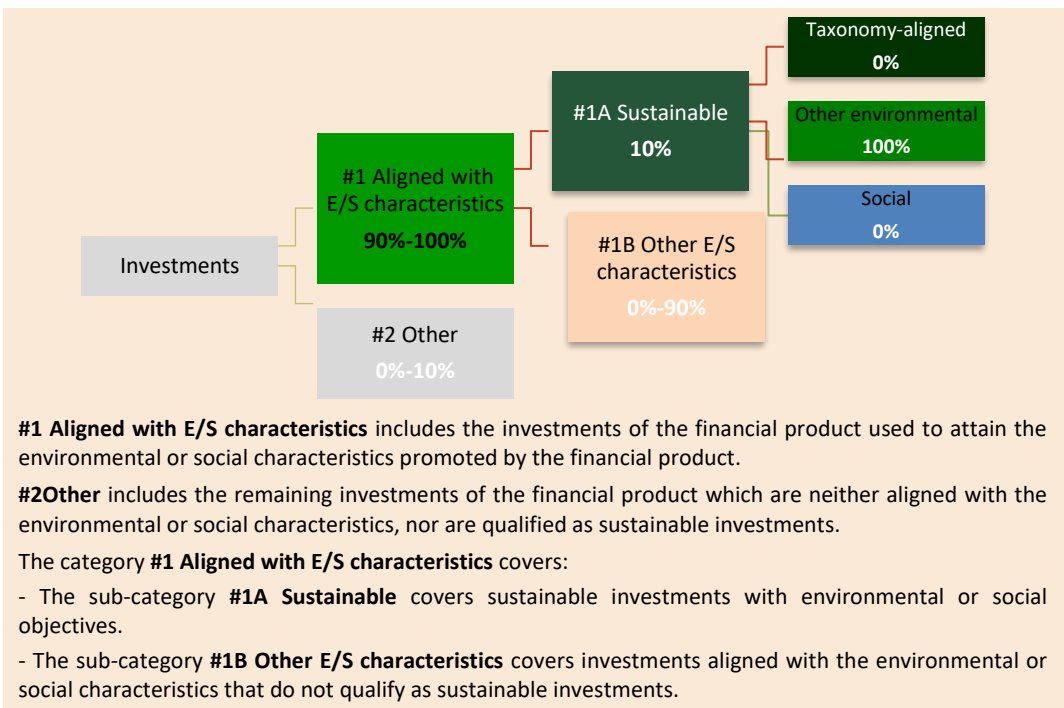 Taxonomy-aligned
0%
#1A Sustainable
10%
Other environmental
100%
#1 Aligned with
E/S characteristics
90%-100%
Social
0%
#1B Other E/S
characteristics
0%-90%
Investments
#2 Other
0%-10%
#1 Aligned with E/S characteristics includes the investments of the financial product used to attain the
environmental or social characteristics promoted by the financial product.
#2Other includes the remaining investments of the financial product which are neither aligned with the
environmental or social characteristics, nor are qualified as sustainable investments.
The category #1 Aligned with E/S characteristics covers:
- The sub-category #1A Sustainable covers sustainable investments with environmental or social
objectives.
- The sub-category #1B Other E/S characteristics covers investments aligned with the environmental or
social characteristics that do not qualify as sustainable investments.